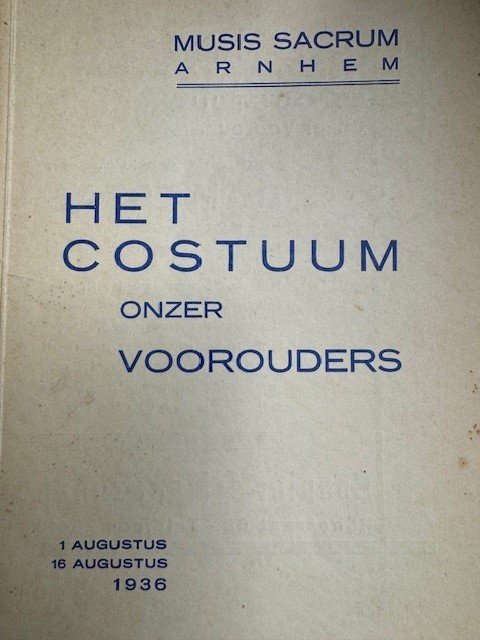 MUSIS SACRUM
ARNHEM
HET
COSTUUM
ONZER
VOOROUDERS
1 AUGUSTUS
16 AUGUSTUS
1936